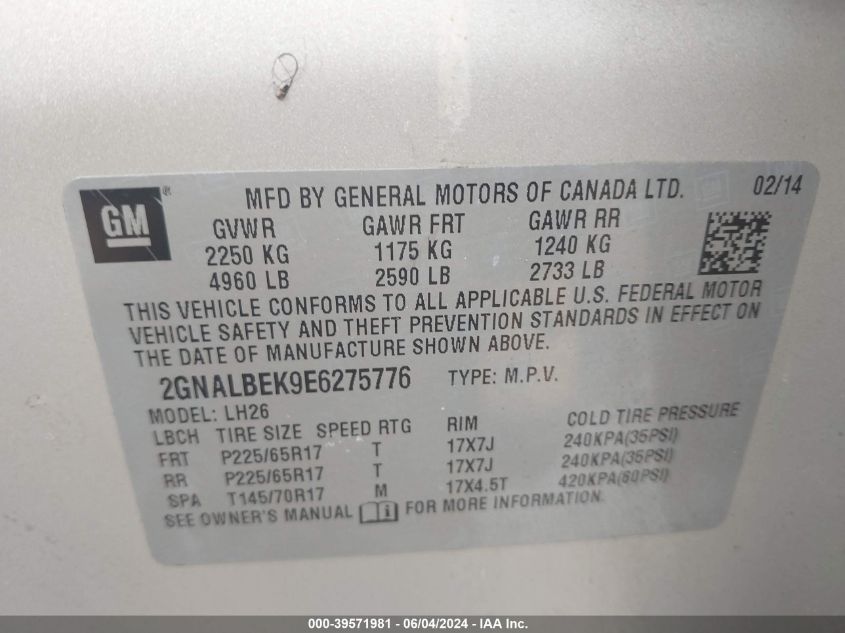 GM ® MFD BY GENERAL MOTORS OF CANADA LTD. 02/14
GVWR GAWR FRT GAWR RR
2250 KG 1175 KG 1240 KG
4960 LB 2590 LB 2733 LB
THIS VEHICLE CONFORMS TO ALL APPLICABLE U.S. FEDERAL MOTOR
VEHICLE SAFETY AND THEFT PREVENTION STANDARDS IN EFFECT ON
THE DATE OF MANUFACTURE SHOWN ABOVE.
2GNALBEK9E6275776 TYPE: M.P.V.
MODEL: LH26
LBCH TIRE SIZE SPEED RTG RIM COLD TIRE PRESSURE
FRT P225/65R17 T 17X7J 240KPA(35PSI)
RR P225/65R17 T 17X7J 240KPA(35PSI)
SPA T145/70R17 M 17X4.5T 420KPA(60PSI)
SEE OWNER'S MANUAL i FOR MORE INFORMATION.
000-39571981 - 06/04/2024 - IAA Inc.